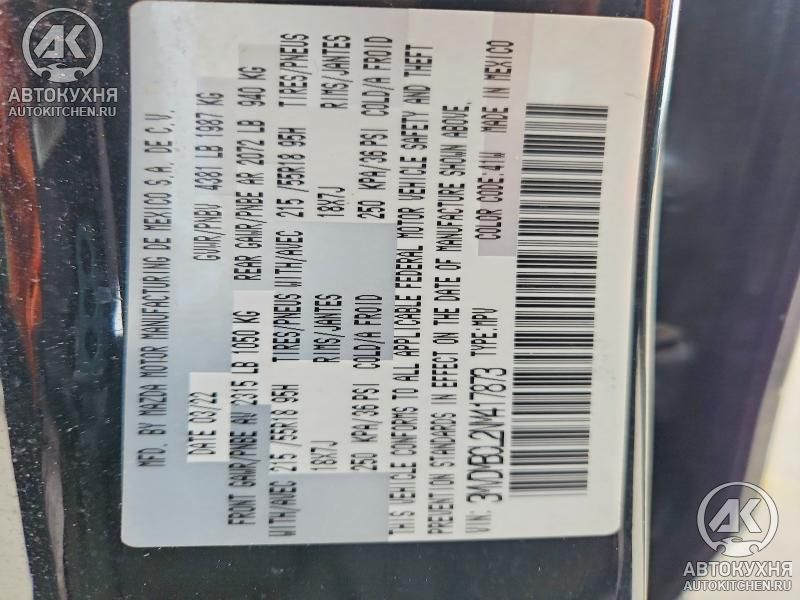 АК
АВТОКУХНЯ
AUTOKITCHEN.RU
MFD. BY MAZDA MOTOR MANUFACTURING DE MEXICO S.A. DE C.V.
DATE 03/22 GVWR/PNBV 4381 LB 1987 KG
FRONT GAWR/PNBE AV 2315 LB 1050 KG REAR GAWR/PNBE AR 2072 LB 940 KG
WITH/AVEC 215 /55R18 95H TIRES/PNEUS WITH/AVEC 215 /55R18 95H TIRES/PNEUS
18X7J RIMS/JANTES 18X7J RIMS/JANTES
250 KPA/36 PSI COLD/A FROID 250 KPA/36 PSI COLD/A FROID
THIS VEHICLE CONFORMS TO ALL APPLICABLE FEDERAL MOTOR VEHICLE SAFETY AND THEFT
PREVENTION STANDARDS IN EFFECT ON THE DATE OF MANUFACTURE SHOWN ABOVE.
VIN: TYPE:MPV COLOR CODE:41W MADE IN MEXICO
АК
АВТОКУХНЯ
AUTOKITCHEN.RU